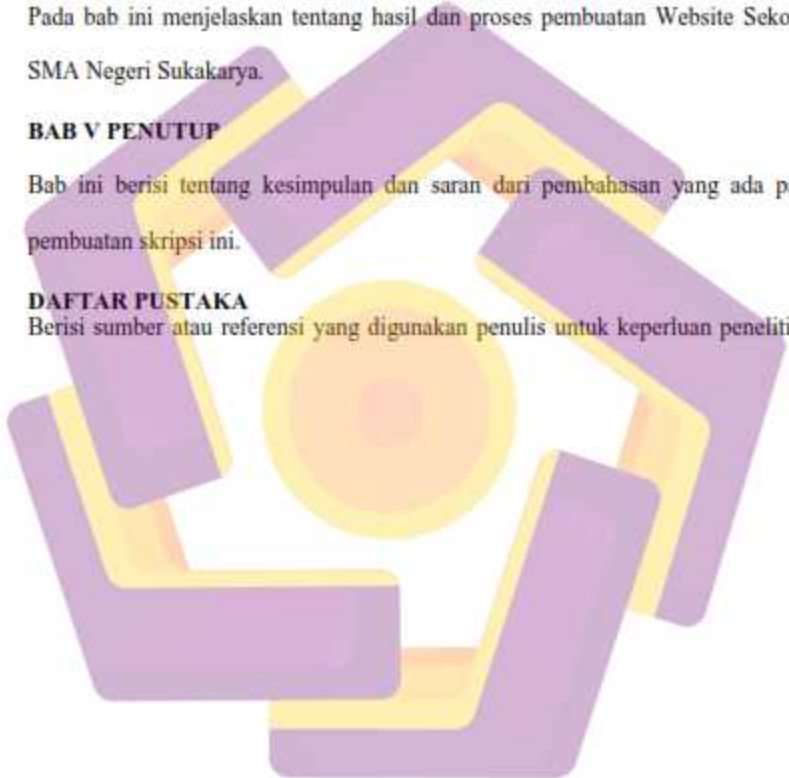 Pada bab ini menjelaskan tentang hasil dan proses pembuatan Website Seko
SMA Negeri Sukakarya.
BAB V PENUTUP
Bab ini berisi tentang kesimpulan dan saran dari pembahasan yang ada p
pembuatan skripsi ini.
DAFTAR PUSTAKA
Berisi sumber atau referensi yang digunakan penulis untuk keperluan peneliti